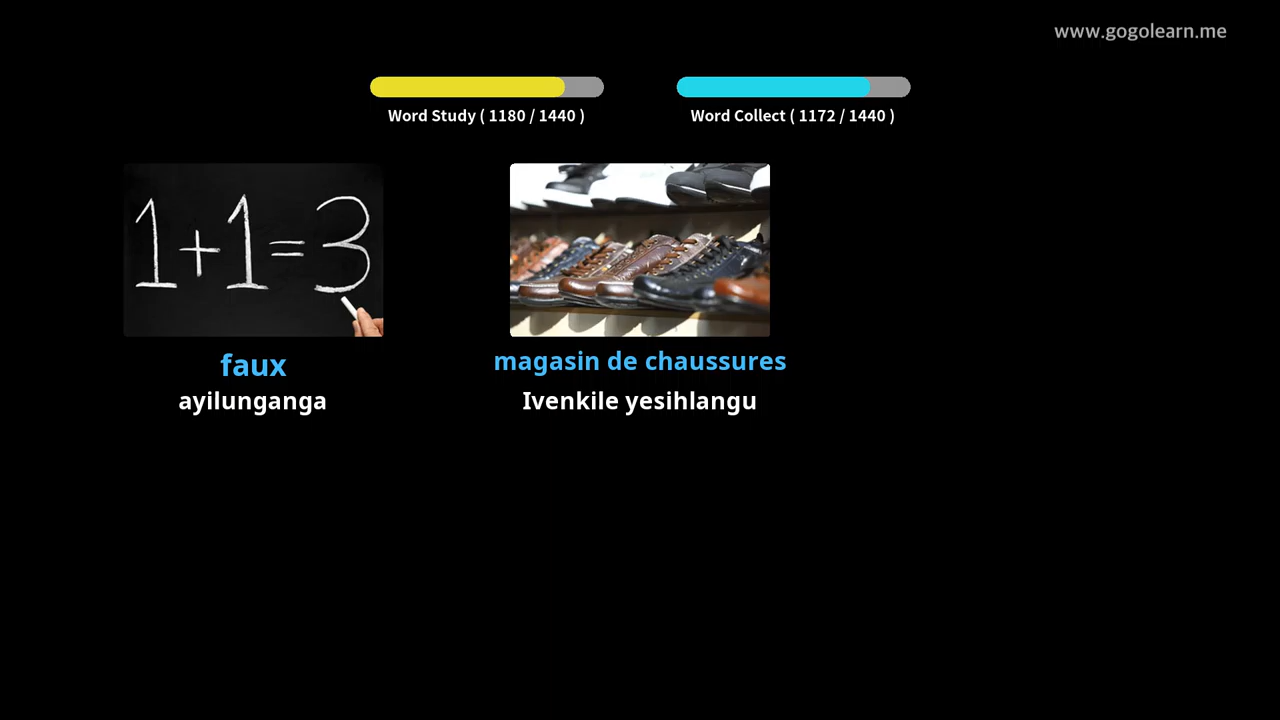 www.gogolearn.me
Word Study ( 1180 / 1440 )
Word Collect ( 1172 / 1440 )
1+1=3
faux
ayilunganga
magasin de chaussures
Ivenkile yesihlangu